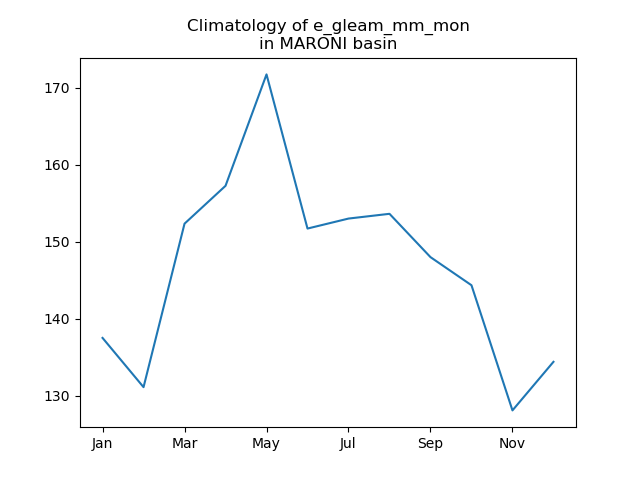 Climatology of e_gleam_mm_mon
in MARONI basin
170
160
150
140
130
Jan
Mar
May
Jul
Sep
Nov